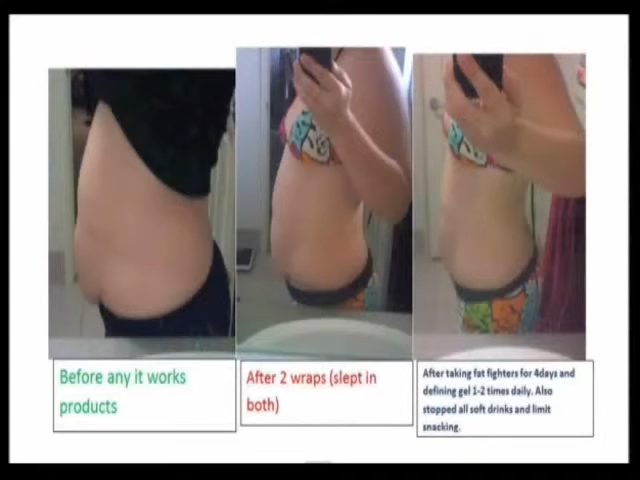 Before any it works
products
After 2 wraps (slept in
both)
After taking fat fighters for 4days and
defining gel 1-2 times daily. Also
stopped all soft drinks and limit
snacking.